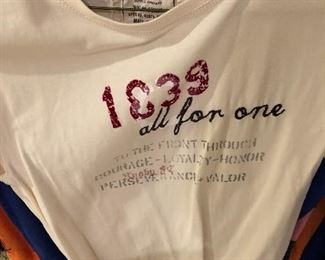 1839
all for one
TO THE FRONT THROUGH
COURAGE-LOYALTY-HONOR
PERSEVERANCE-VALOR